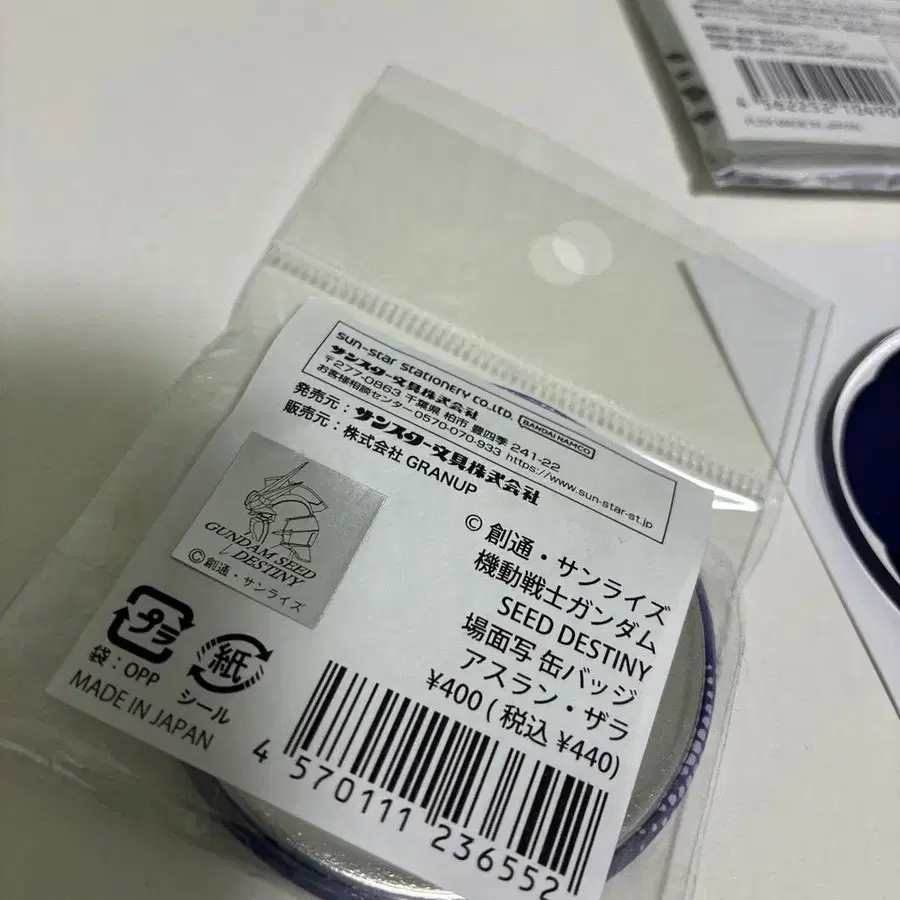 sun-star stationery co.,ltd. BANDAI NAMCO
サンスター文具株式会社
〒277-0863 千葉県 柏市 豊四季 241-22
お客様相談センター0570-070-933 https://www.sun-star-st.jp
発売元：サンスター文具株式会社
販売元：株式会社 GRANUP
GUNDAM SEED
DESTINY
©創通・サンライズ
© 創通・サンライズ
機動戦士ガンダム
SEED DESTINY
場面写 缶バッジ
アスラン・ザラ
¥400 ( 税込 ¥440)
プラ
袋：OPP
紙
シール
MADE IN JAPAN
4 570111 236552